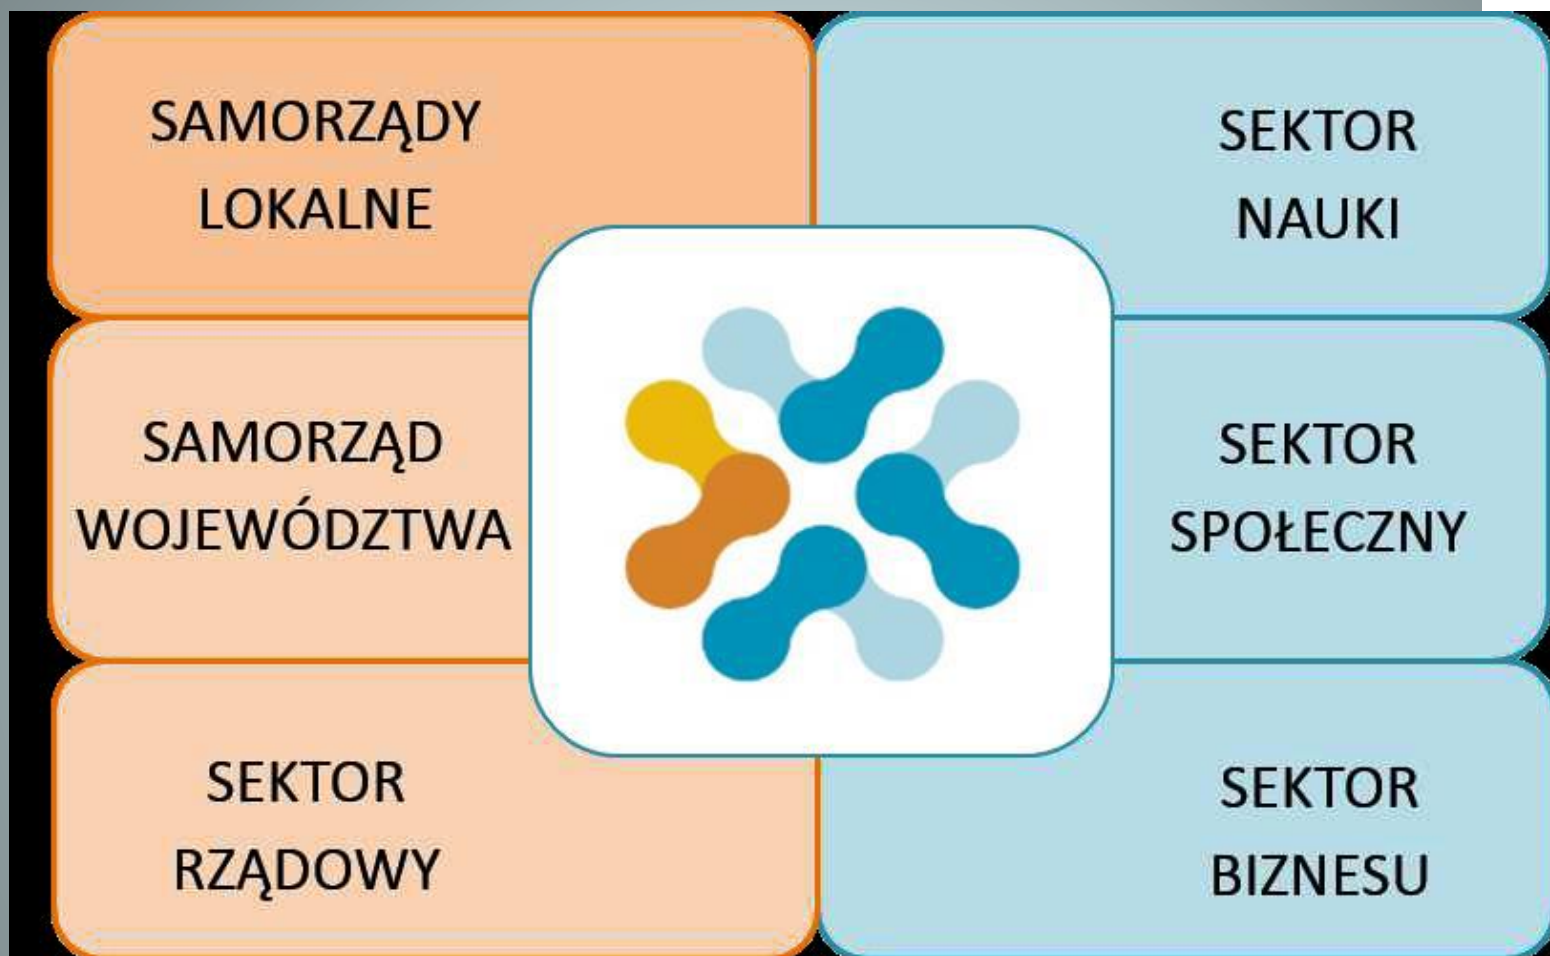 SAMORZĄDY
LOKALNE
SEKTOR
NAUKI
SAMORZĄD
WOJEWÓDZTWA
SEKTOR
SPOŁECZNY
SEKTOR
RZĄDOWY
SEKTOR
BIZNESU